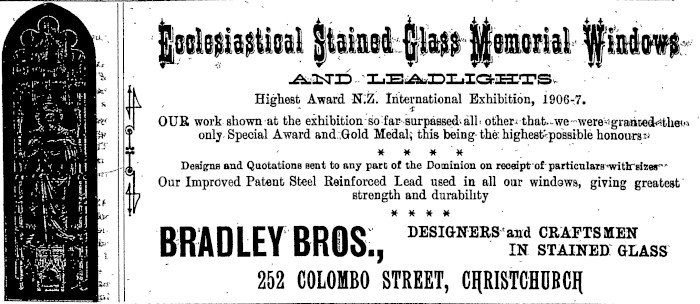 Ecclesiastical Stained Glass Memorial Windows
AND LEADLIGHTS.
Highest Award N.Z. International Exhibition, 1906-7.
OUR work shown at the exhibition so far surpassed all other that we were granted the
only Special Award and Gold Medal, this being the highest possible honours
* * * *
Designs and Quotations sent to any part of the Dominion on receipt of particulars with sizes
Our Improved Patent Steel Reinforced Lead used in all our windows, giving greatest
strength and durability
* * * *
BRADLEY BROS., DESIGNERS and CRAFTSMEN
IN STAINED GLASS
252 COLOMBO STREET, CHRISTCHURCH